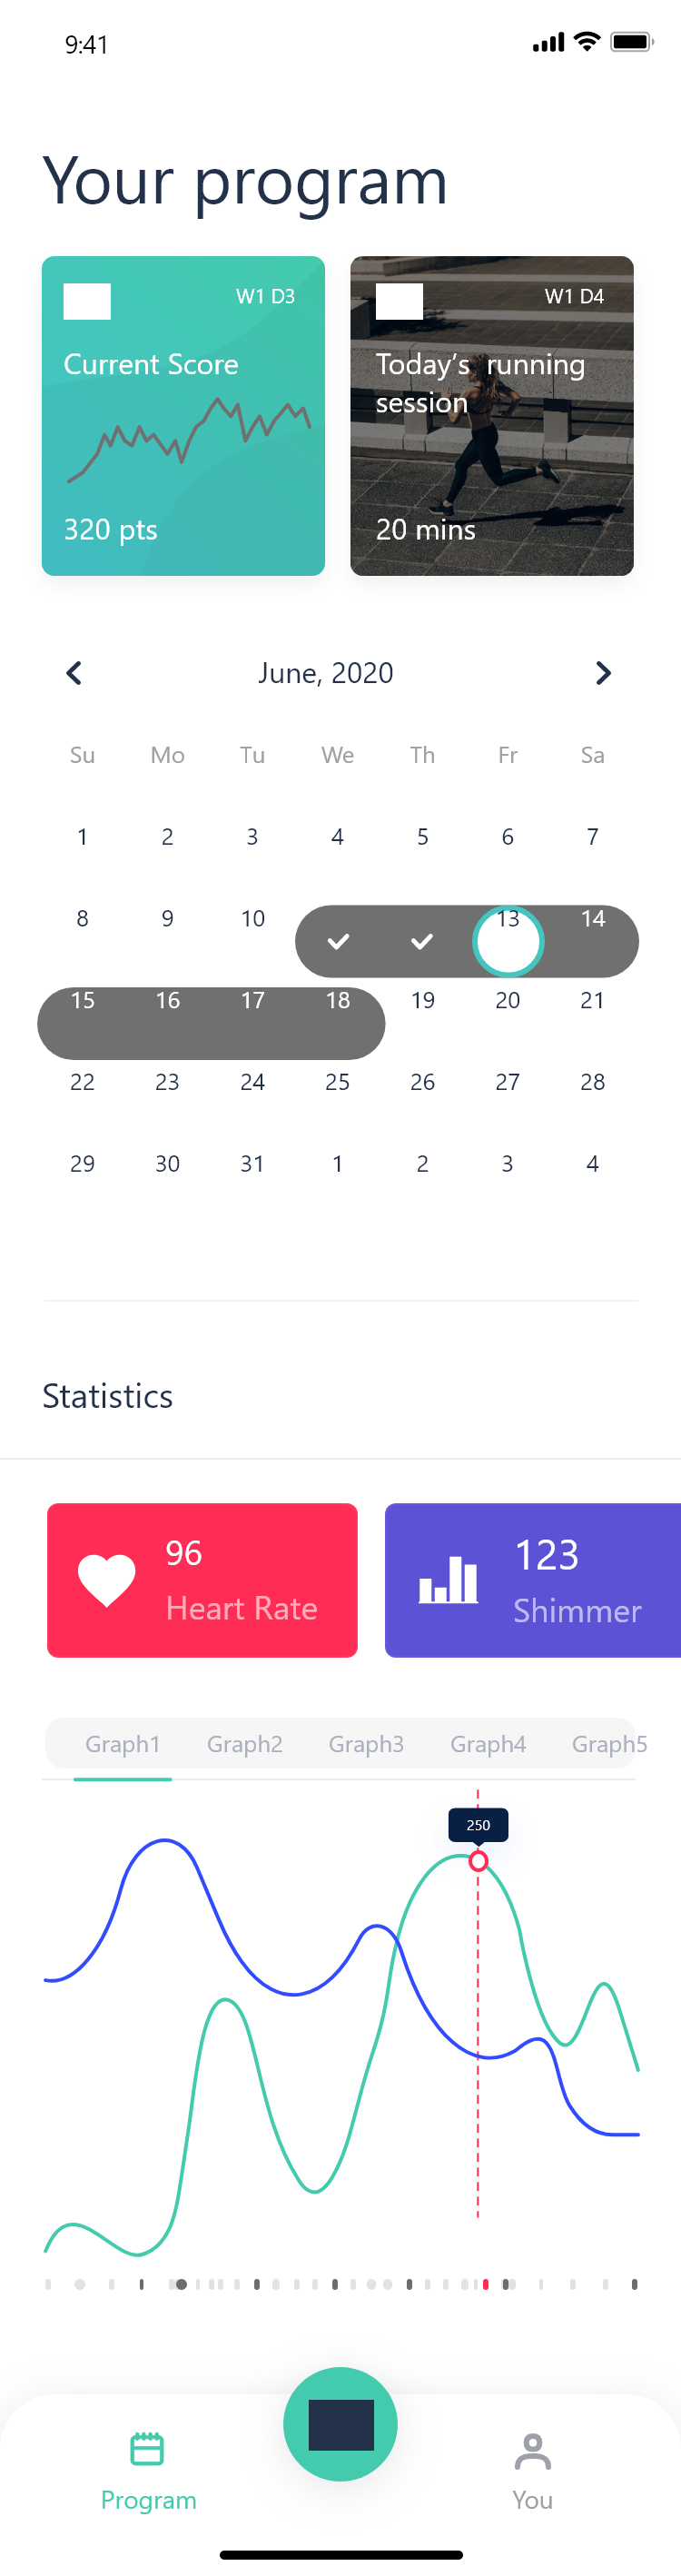 9:41
Your program
W1 D3
Current Score
320 pts
W1 D4
Today’s running
session
20 mins
June, 2020
Su Mo Tu We Th Fr Sa
1 2 3 4 5 6 7
8 9 10 13 14
15 16 17 18 19 20 21
22 23 24 25 26 27 28
29 30 31 1 2 3 4
Statistics
96
Heart Rate
123
Shimmer
Graph1 Graph2 Graph3 Graph4 Graph5
250
Program
You